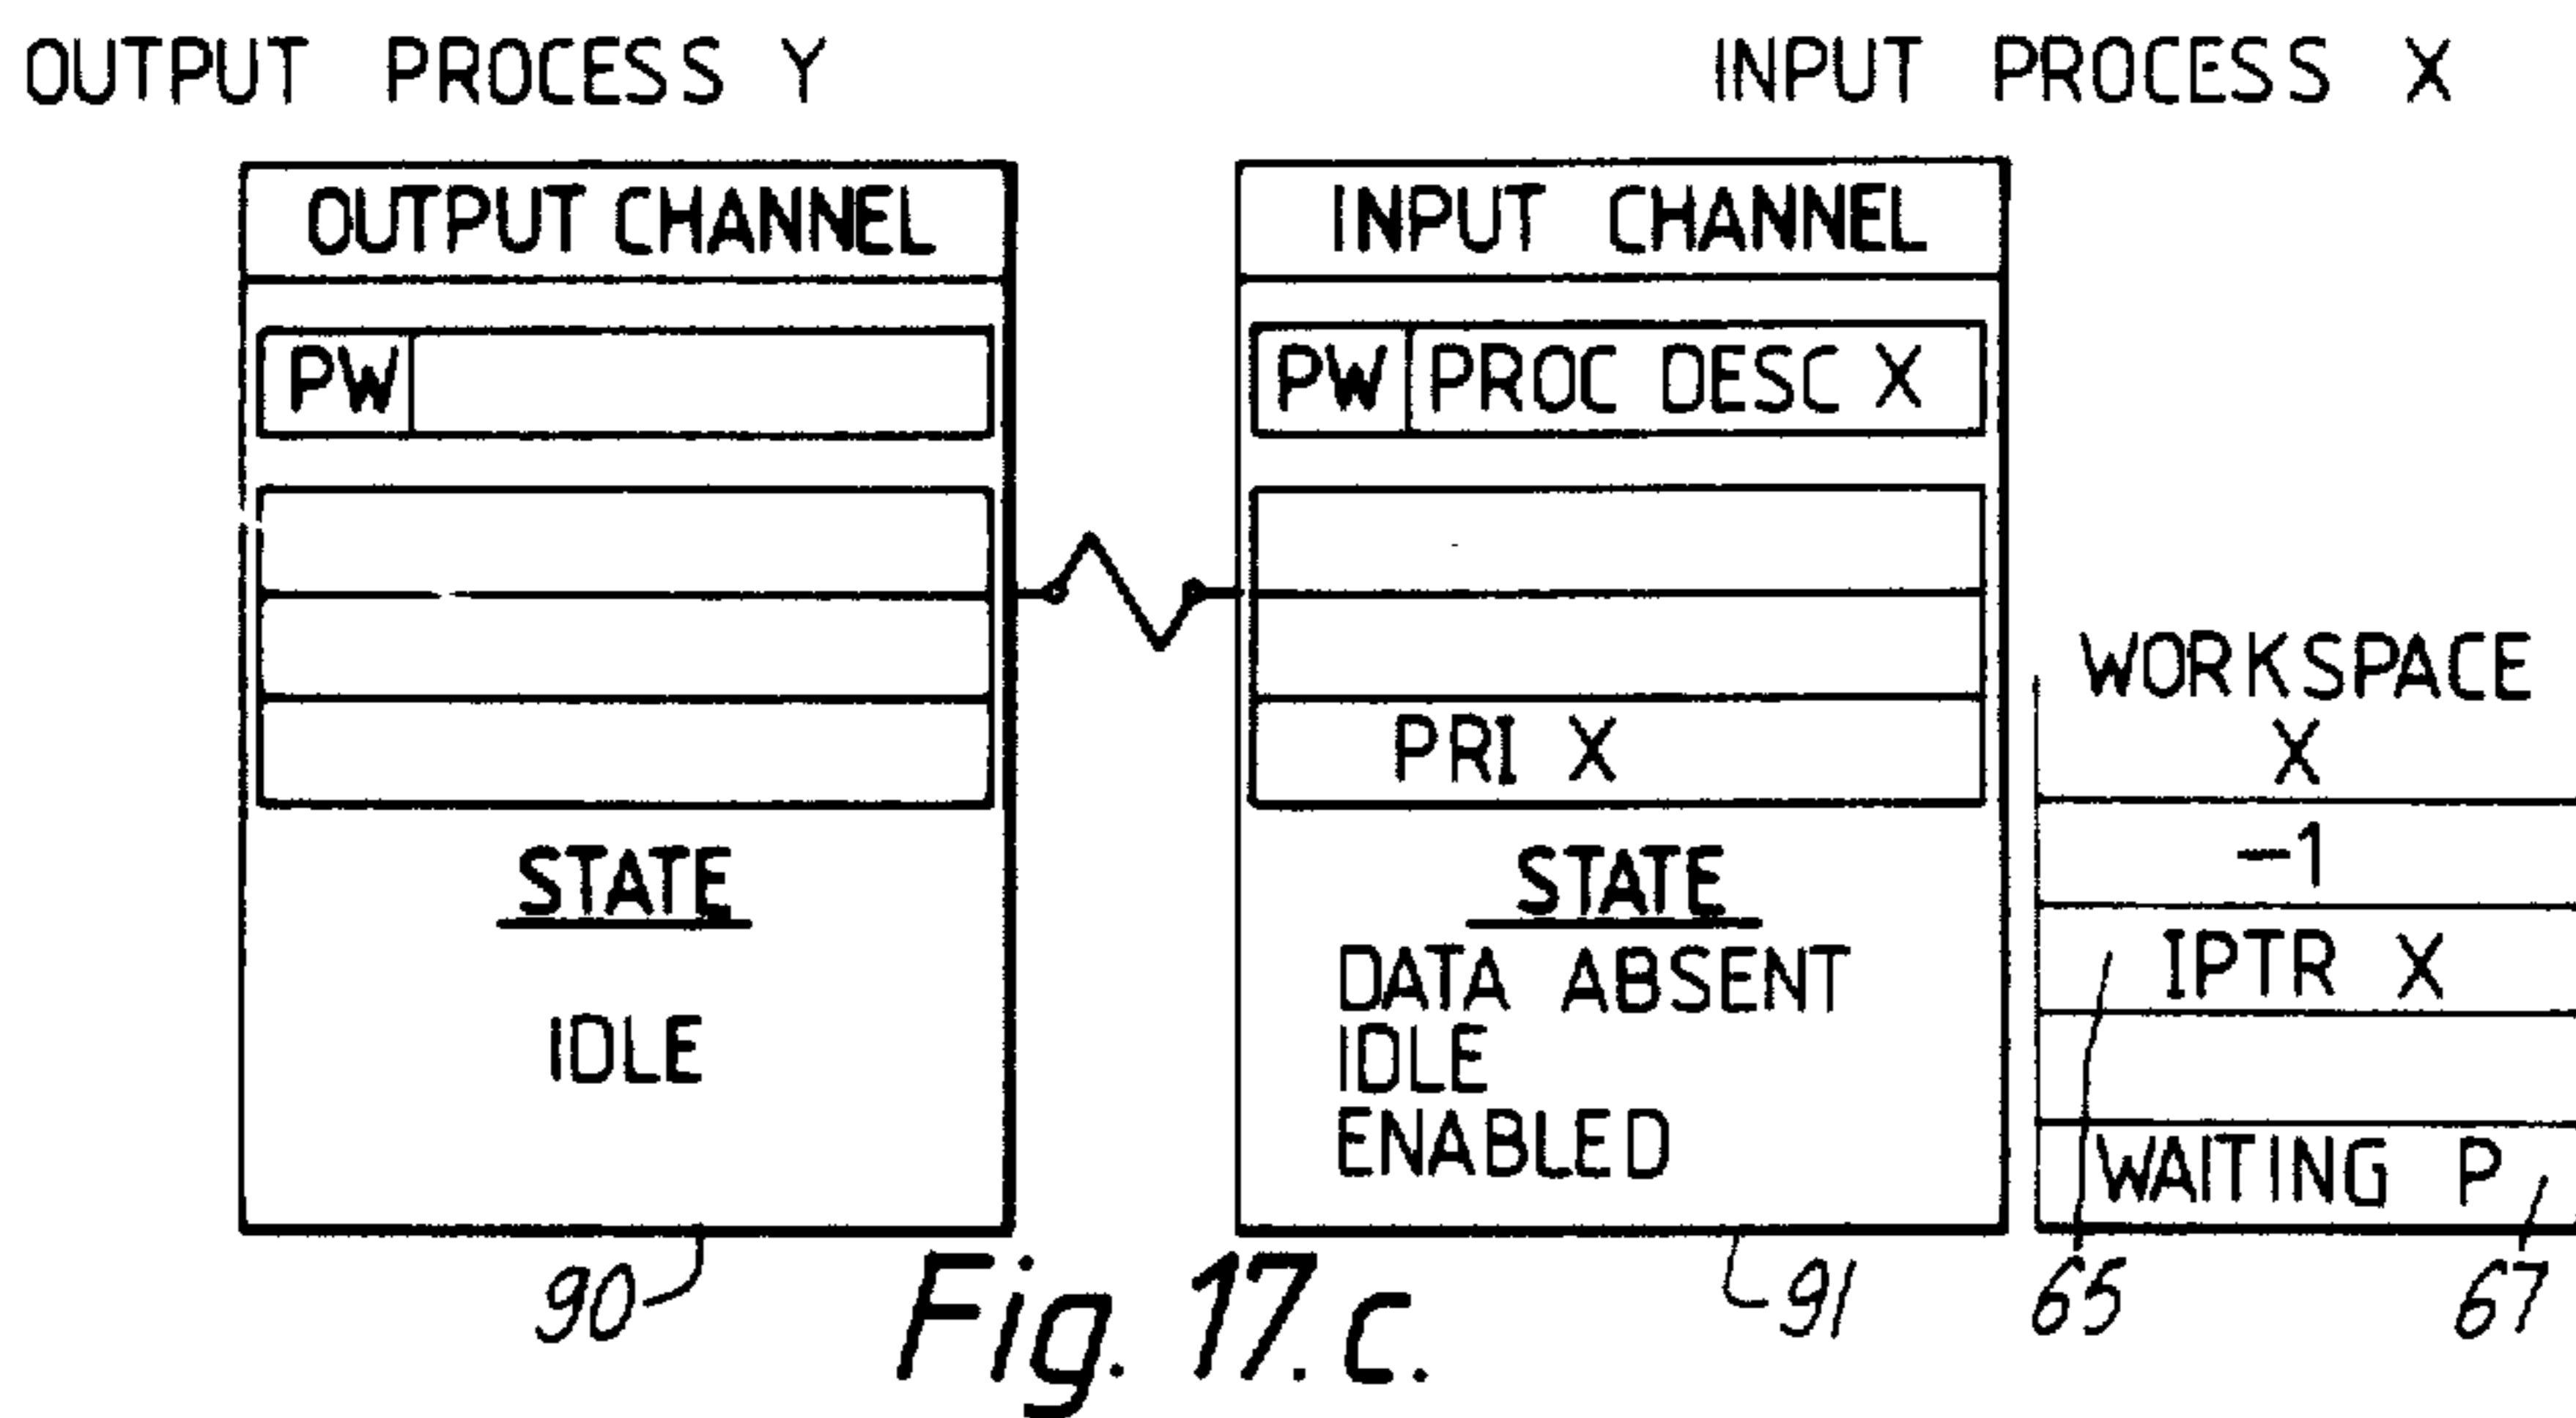 OUTPUT PROCESS Y
INPUT PROCESS X
OUTPUT CHANNEL
PW
STATE
IDLE
90
INPUT CHANNEL
PW PROC DESC X
PRI X
STATE
DATA ABSENT
IDLE
ENABLED
91
WORKSPACE
X
-1
IPTR X
WAITING P
65
67
Fig. 17.c.